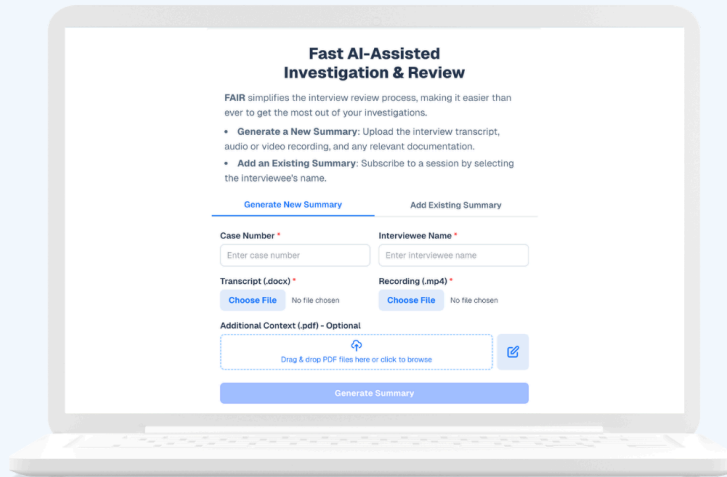 Fast AI-Assisted
Investigation & Review
FAIR simplifies the interview review process, making it easier than
ever to get the most out of your investigations.
• Generate a New Summary: Upload the interview transcript,
audio or video recording, and any relevant documentation.
• Add an Existing Summary: Subscribe to a session by selecting
the interviewee's name.
Generate New Summary Add Existing Summary
Case Number * Interviewee Name *
Enter case number Enter interviewee name
Transcript (.docx) * Recording (.mp4) *
Choose File No file chosen Choose File No file chosen
Additional Context (.pdf) - Optional
Drag & drop PDF files here or click to browse
Generate Summary